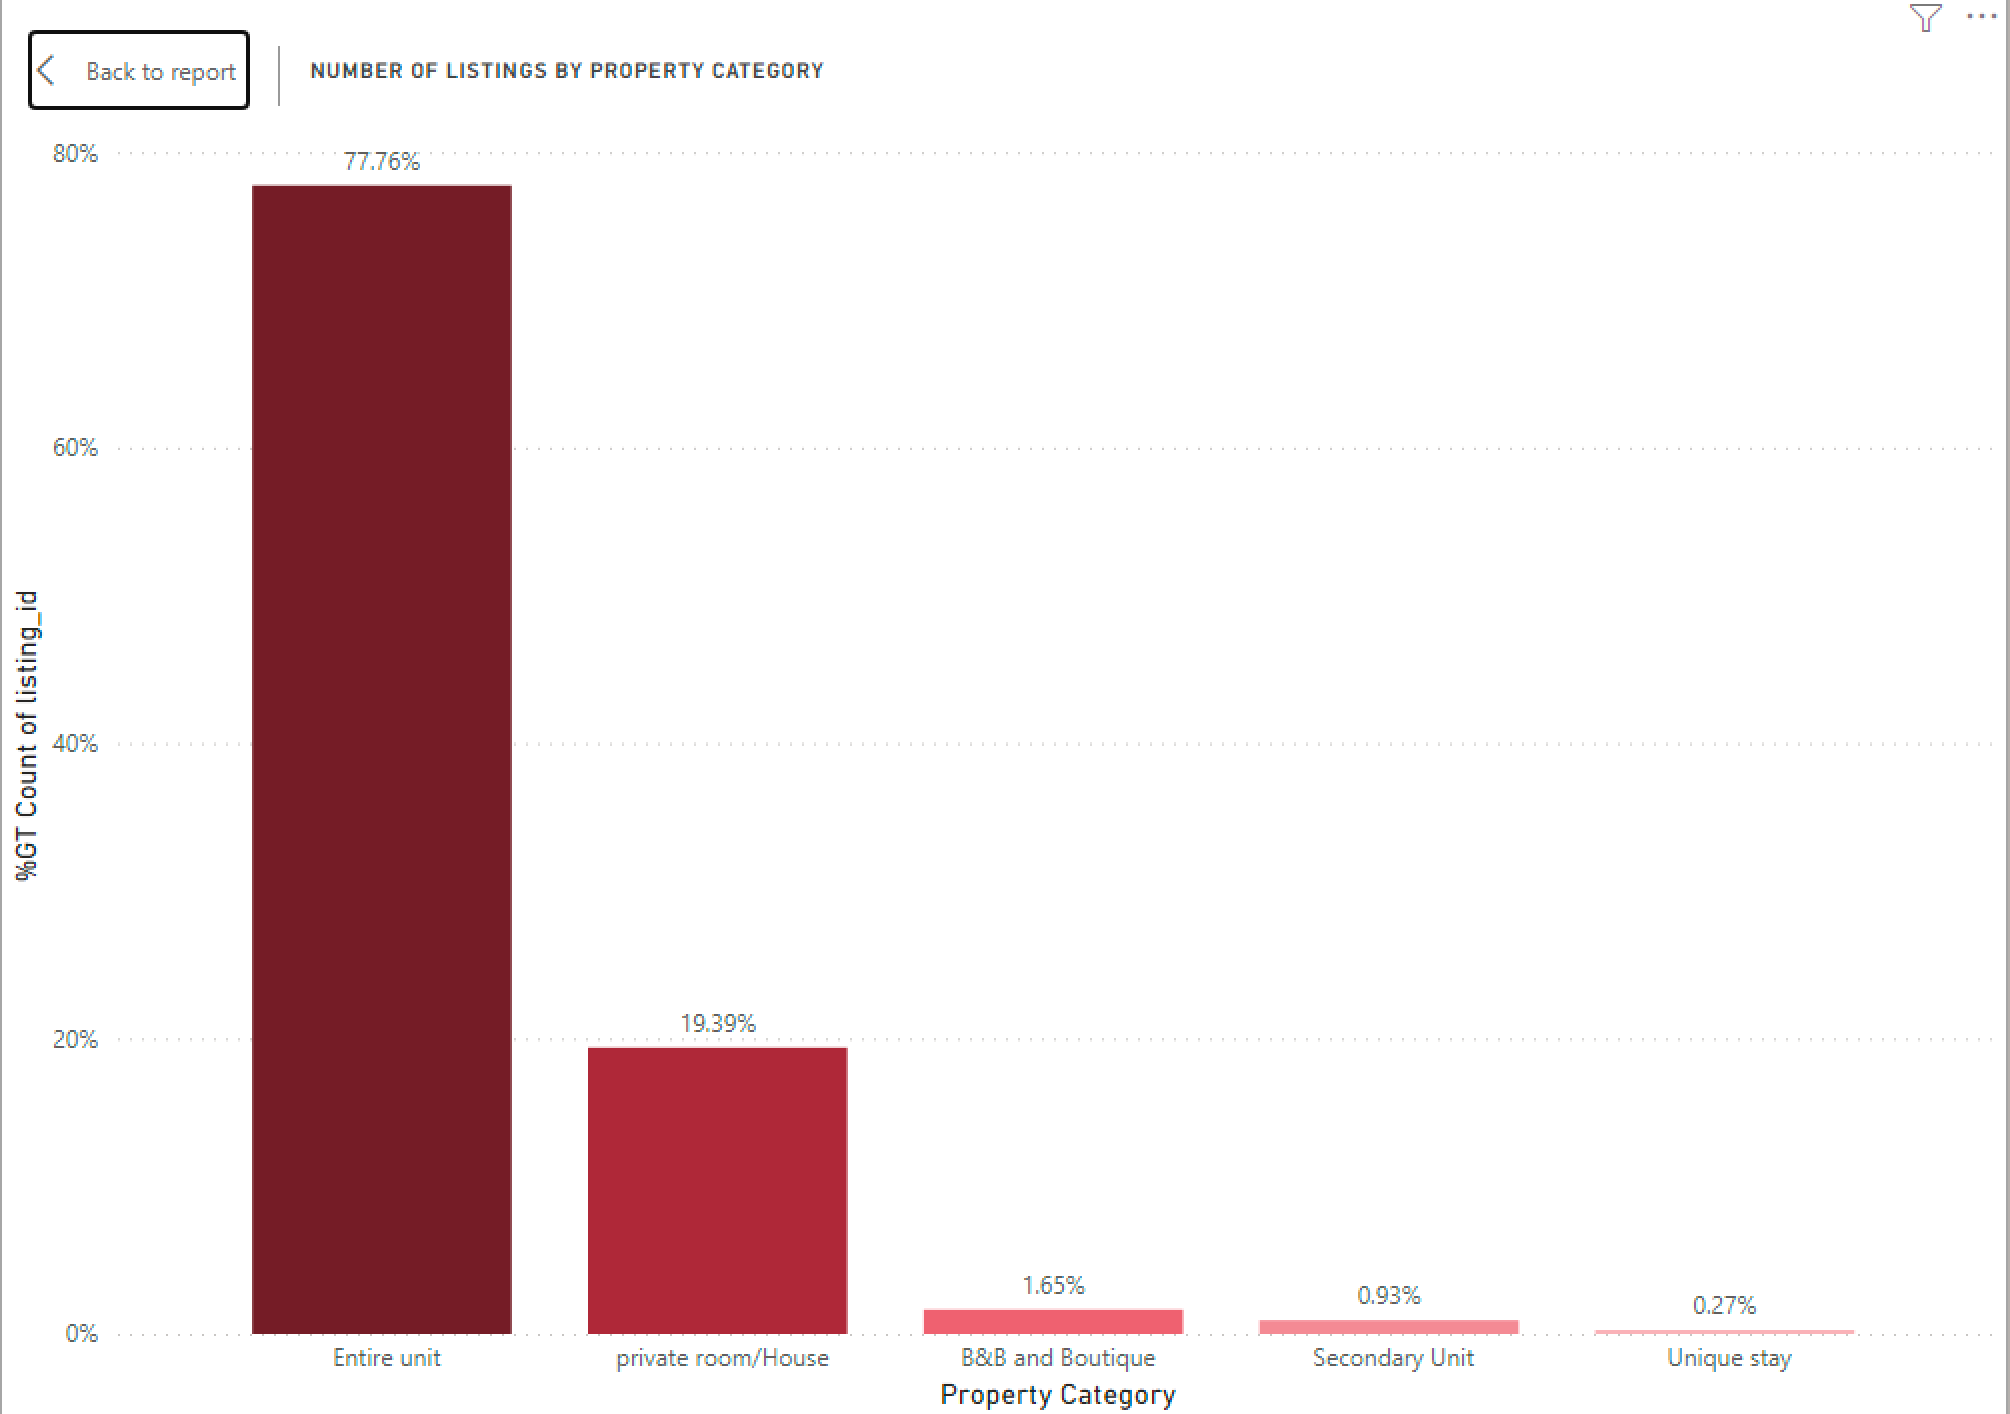 Back to report
NUMBER OF LISTINGS BY PROPERTY CATEGORY
%GT Count of listing_id
80%
60%
40%
20%
0%
77.76%
19.39%
1.65%
0.93%
0.27%
Entire unit
private room/House
B&B and Boutique
Secondary Unit
Unique stay
Property Category